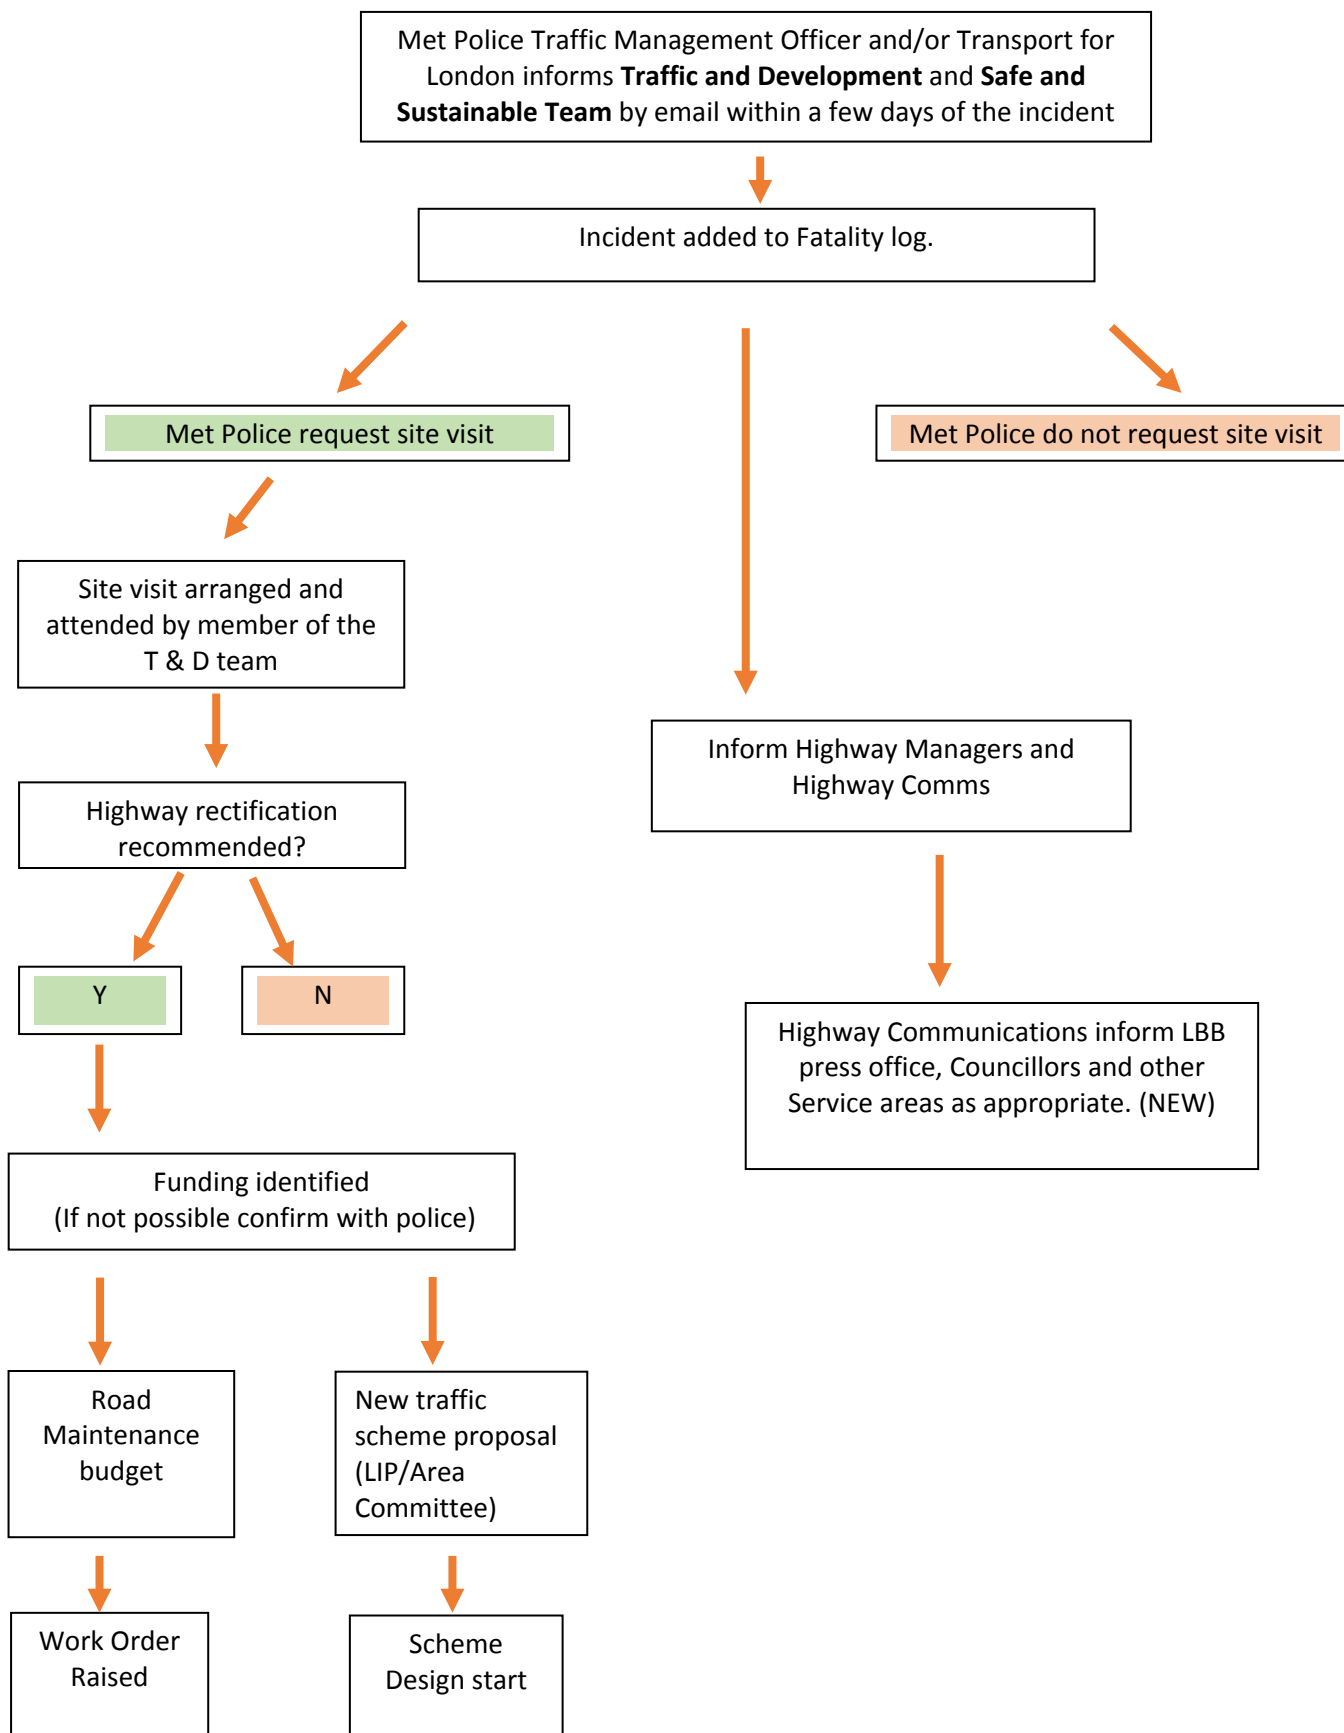 Met Police Traffic Management Officer and/or Transport for
London informs Traffic and Development and Safe and
Sustainable Team by email within a few days of the incident
Incident added to Fatality log.
Met Police request site visit
Met Police do not request site visit
Site visit arranged and
attended by member of the
T & D team
Highway rectification
recommended?
Y
N
Inform Highway Managers and
Highway Comms
Highway Communications inform LBB
press office, Councillors and other
Service areas as appropriate. (NEW)
Funding identified
(If not possible confirm with police)
Road
Maintenance
budget
New traffic
scheme proposal
(LIP/Area
Committee)
Work Order
Raised
Scheme
Design start